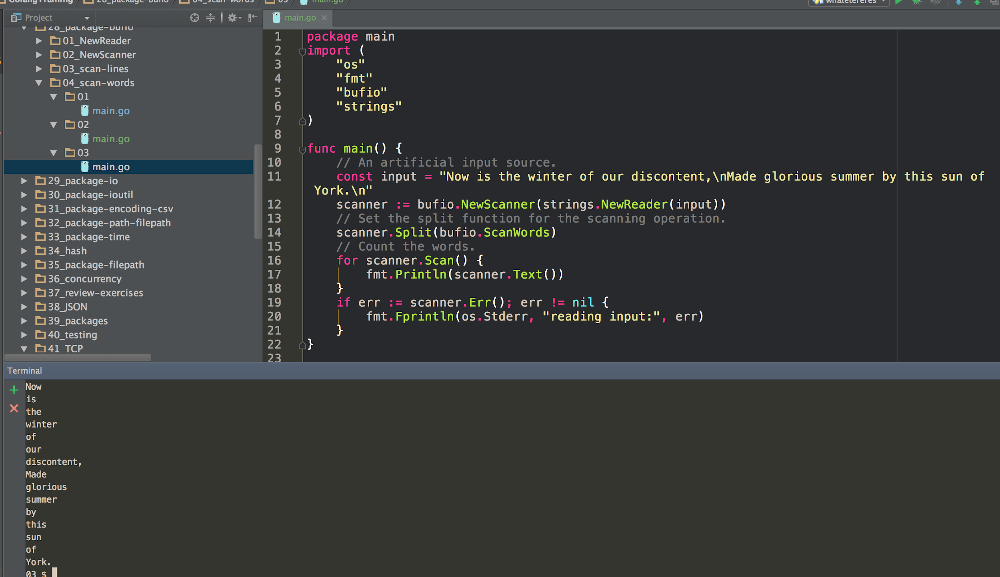 GolangTraining 28_package-bufio 04_scan-words 03 main.go
whatetereres
Project
main.go
28_package-bufio
01_NewReader
02_NewScanner
03_scan-lines
04_scan-words
01
main.go
02
main.go
03
main.go
29_package-io
30_package-ioutil
31_package-encoding-csv
32_package-path-filepath
33_package-time
34_hash
35_package-filepath
36_concurrency
37_review-exercises
38_JSON
39_packages
40_testing
41_TCP
1 package main
2 import (
3 "os"
4 "fmt"
5 "bufio"
6 "strings"
7 )
8
9 func main() {
10 // An artificial input source.
11 const input = "Now is the winter of our discontent,\nMade glorious summer by this sun of
York.\n"
12 scanner := bufio.NewScanner(strings.NewReader(input))
13 // Set the split function for the scanning operation.
14 scanner.Split(bufio.ScanWords)
15 // Count the words.
16 for scanner.Scan() {
17 fmt.Println(scanner.Text())
18 }
19 if err := scanner.Err(); err != nil {
20 fmt.Fprintln(os.Stderr, "reading input:", err)
21 }
22 }
23
Terminal
Now
is
the
winter
of
our
discontent,
Made
glorious
summer
by
this
sun
of
York.
03 $